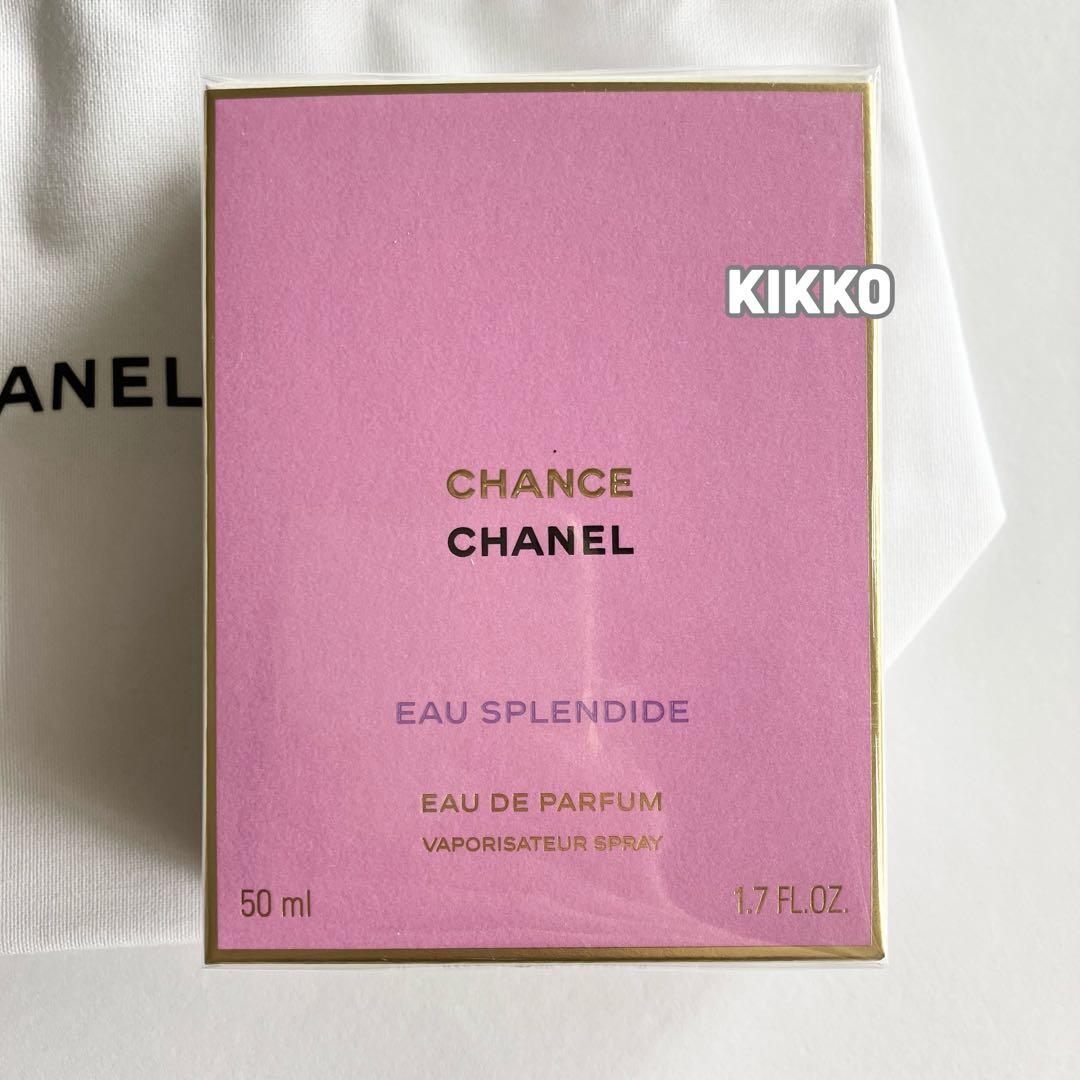 KIKKO
ANEL
CHANCE
CHANEL
EAU SPLENDIDE
EAU DE PARFUM
VAPORISATEUR SPRAY
50 ml
1.7 FL.OZ.